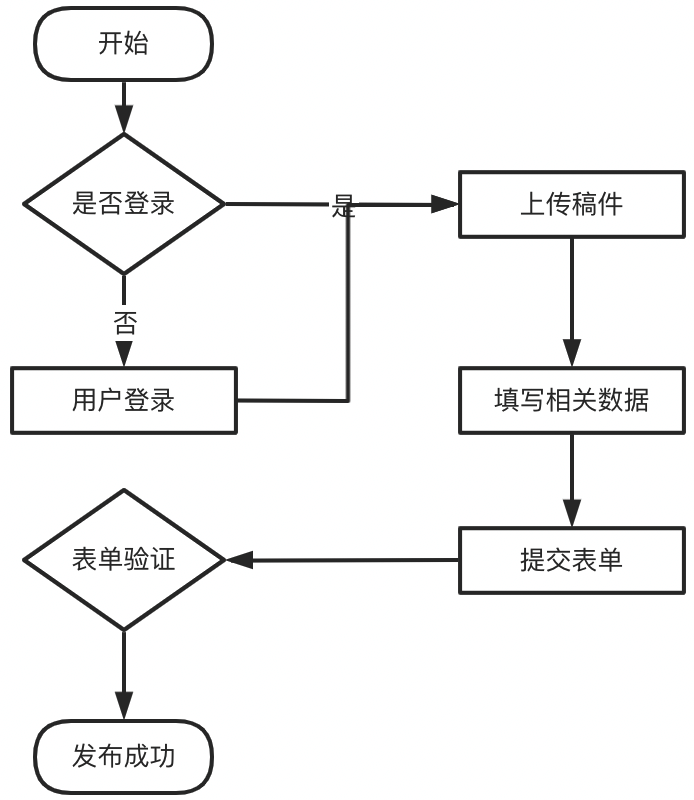 开始
是否登录
是
上传稿件
否
用户登录
填写相关数据
表单验证
提交表单
发布成功